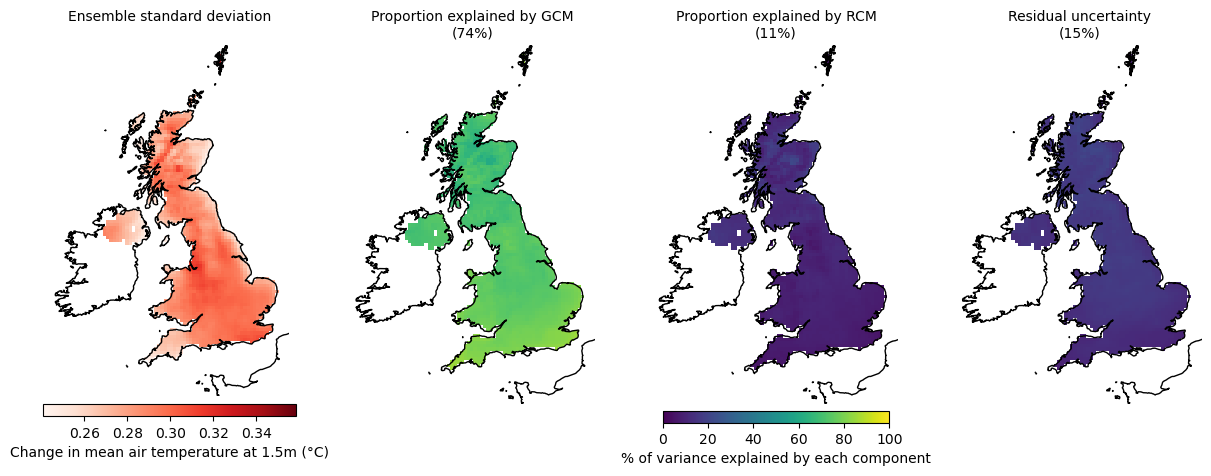 Ensemble standard deviation
Proportion explained by GCM
(74%)
Proportion explained by RCM
(11%)
Residual uncertainty
(15%)
0.26 0.28 0.30 0.32 0.34
Change in mean air temperature at 1.5m (°C)
0 20 40 60 80 100
% of variance explained by each component